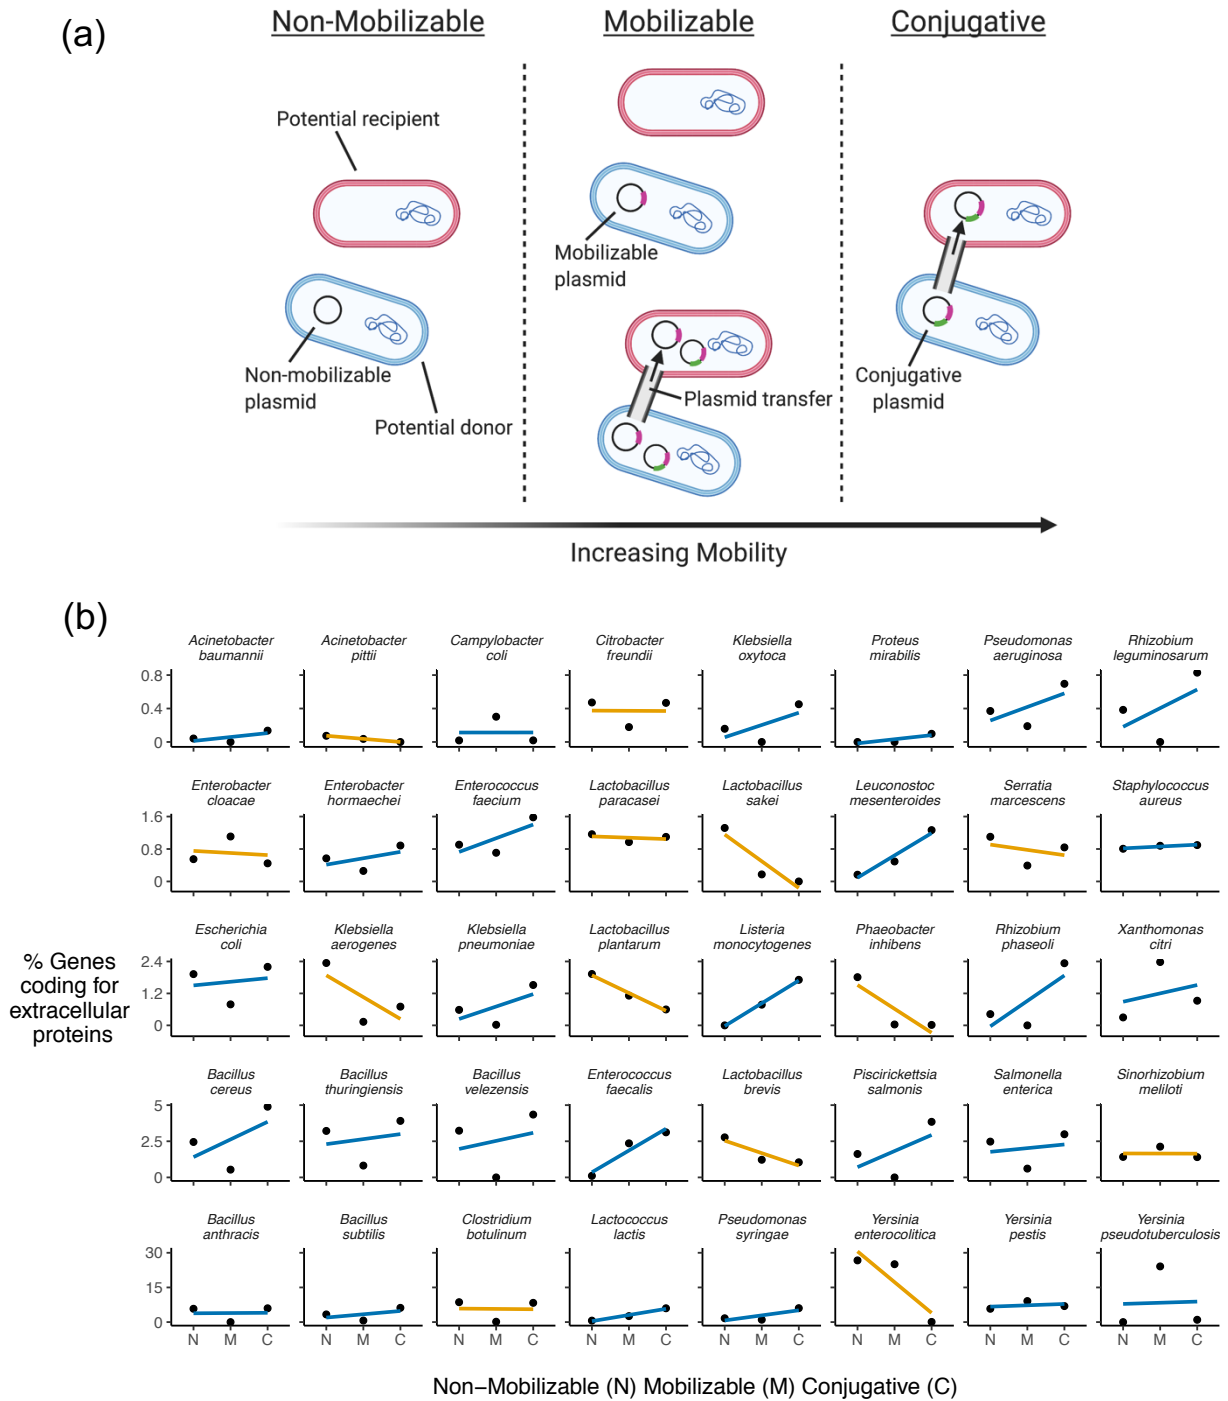 (a)
Non-Mobilizable
Mobilizable
Conjugative
Potential recipient
Non-mobilizable
plasmid
Potential donor
Mobilizable
plasmid
Plasmid transfer
Conjugative
plasmid
Increasing Mobility
(b)
Acinetobacter
baumannii
Acinetobacter
pittii
Campylobacter
coli
Citrobacter
freundii
Klebsiella
oxytoca
Proteus
mirabilis
Pseudomonas
aeruginosa
Rhizobium
leguminosarum
0.8
0.4
0
Enterobacter
cloacae
Enterobacter
hormaechei
Enterococcus
faecium
Lactobacillus
paracasei
Lactobacillus
sakei
Leuconostoc
mesenteroides
Serratia
marcescens
Staphylococcus
aureus
1.6
0.8
0
Escherichia
coli
Klebsiella
aerogenes
Klebsiella
pneumoniae
Lactobacillus
plantarum
Listeria
monocytogenes
Phaeobacter
inhibens
Rhizobium
phaseoli
Xanthomonas
citri
% Genes
coding for
extracellular
proteins
2.4
1.2
0
Bacillus
cereus
Bacillus
thuringiensis
Bacillus
velezensis
Enterococcus
faecalis
Lactobacillus
brevis
Piscirickettsia
salmonis
Salmonella
enterica
Sinorhizobium
meliloti
5
2.5
0
Bacillus
anthracis
Bacillus
subtilis
Clostridium
botulinum
Lactococcus
lactis
Pseudomonas
syringae
Yersinia
enterocolitica
Yersinia
pestis
Yersinia
pseudotuberculosis
30
15
0
N M C N M C N M C N M C N M C N M C N M C N M C
Non−Mobilizable (N) Mobilizable (M) Conjugative (C)